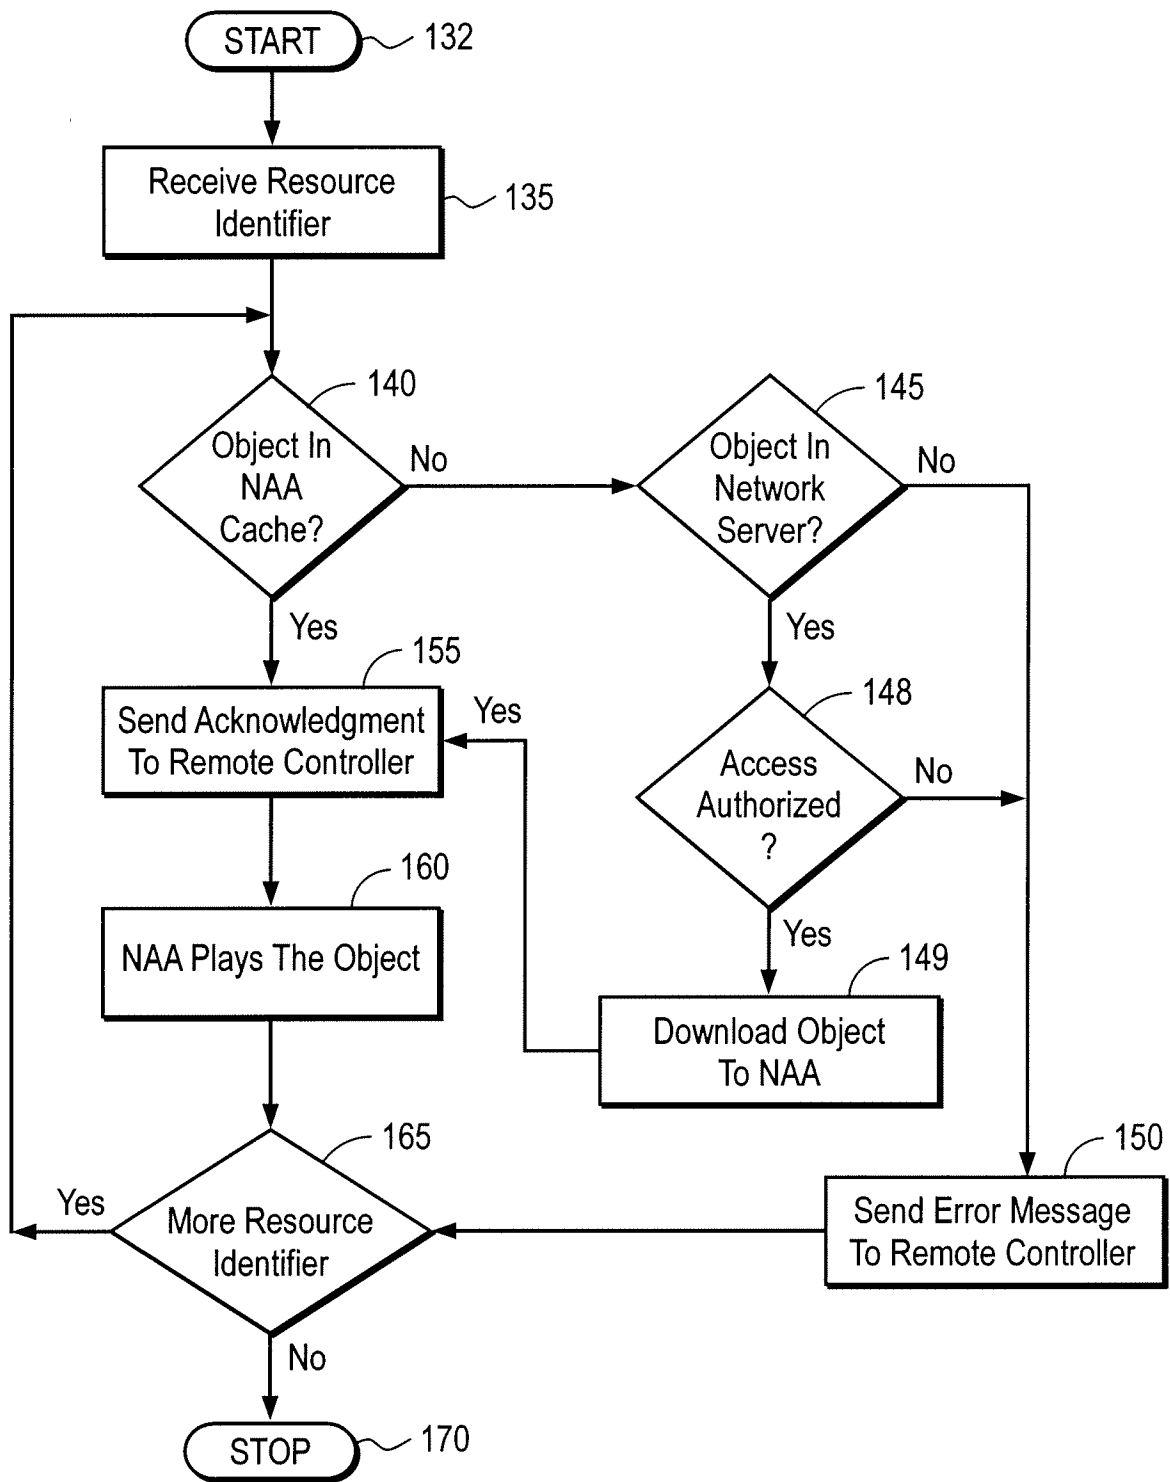 START
132
Receive Resource
Identifier
135
140
Object In
NAA
Cache?
No
Yes
145
Object In
Network
Server?
No
Yes
155
Send Acknowledgment
To Remote Controller
Yes
148
Access
Authorized
?
No
Yes
160
NAA Plays The Object
149
Download Object
To NAA
165
More Resource
Identifier
Yes
No
150
Send Error Message
To Remote Controller
STOP
170